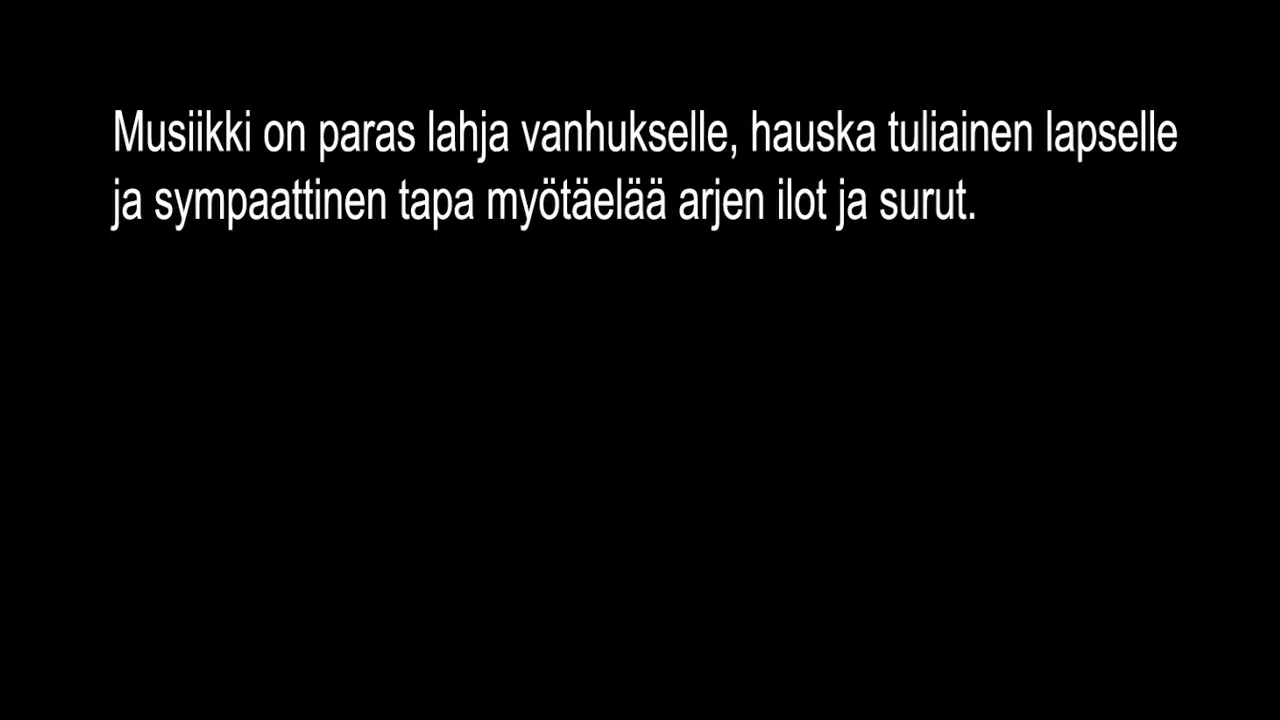 Musiikki on paras lahja vanhukselle, hauska tuliainen lapselle
ja sympaattinen tapa myötäelää arjen ilot ja surut.